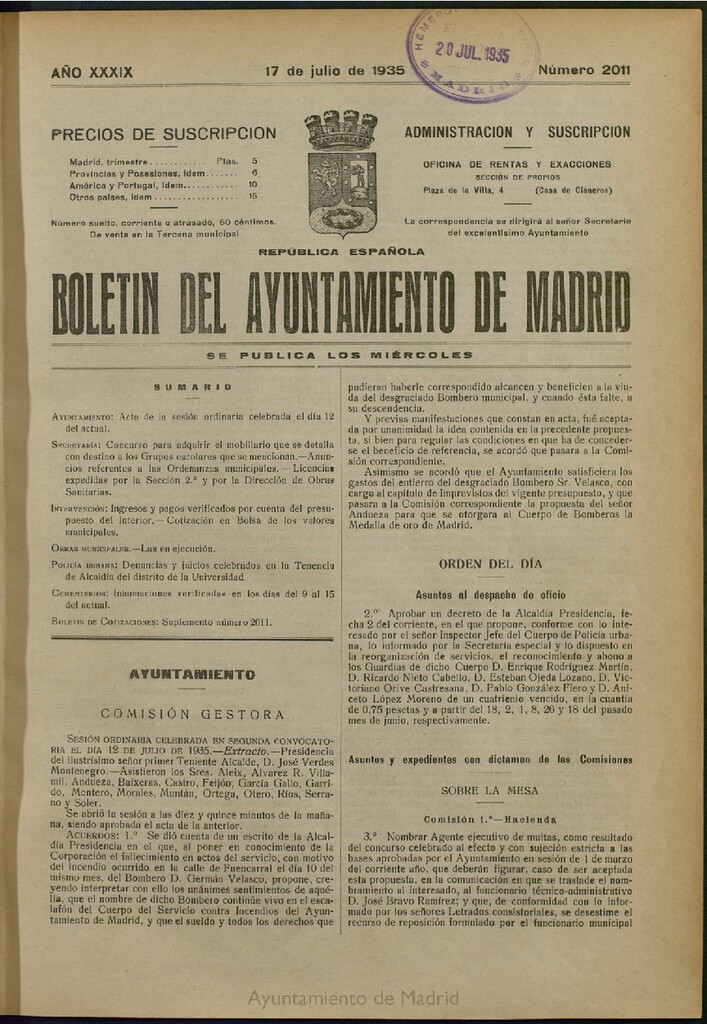 AÑO XXXIX
17 de julio de 1935
Número 2011
20 JUL. 1935
MADRID
PRECIOS DE SUSCRIPCION
Madrid, trimestre ............ Ptas. 5
Provincias y Posesiones, ídem ....... 6
América y Portugal, ídem ........... 10
Otros países, ídem ................. 15
Número suelto, corriente o atrasado, 50 céntimos.
De venta en la Tercena municipal
ADMINISTRACION Y SUSCRIPCION
OFICINA DE RENTAS Y EXACCIONES
SECCIÓN DE PROPIOS
Plaza de la Villa, 4 (Casa de Cisneros)
La correspondencia se dirigirá al señor Secretario
del excelentísimo Ayuntamiento
REPÚBLICA ESPAÑOLA
BOLETIN DEL AYUNTAMIENTO DE MADRID
SE PUBLICA LOS MIÉRCOLES
SUMARIO
AYUNTAMIENTO: Acta de la sesión ordinaria celebrada el día 12
del actual.
SECRETARÍA: Concurso para adquirir el mobiliario que se detalla
con destino a los Grupos escolares que se mencionan.—Anun-
cios referentes a las Ordenanzas municipales.—Licencias
expedidas por la Sección 2.ª y por la Dirección de Obras
Sanitarias.
INTERVENCIÓN: Ingresos y pagos verificados por cuenta del presu-
puesto del Interior.—Cotización en Bolsa de los valores
municipales.
OBRAS MUNICIPALES.—Las en ejecución.
POLICÍA URBANA: Denuncias y juicios celebrados en la Tenencia
de Alcaldía del distrito de la Universidad.
CEMENTERIOS: Inhumaciones verificadas en los días del 9 al 15
del actual.
BOLETÍN DE COTIZACIONES: Suplemento número 2011.
AYUNTAMIENTO
COMISIÓN GESTORA
SESIÓN ORDINARIA CELEBRADA EN SEGUNDA CONVOCATO-
RIA EL DÍA 12 DE JULIO DE 1935.—Extracto.—Presidencia
del ilustrísimo señor primer Teniente Alcalde, D. José Verdes
Montenegro.—Asistieron los Sres. Aleix, Alvarez R. Villa-
mil, Andueza, Baixeras, Castro, Feijóo, García Gallo, Garri-
do, Montero, Morales, Muntán, Ortega, Otero, Ríos, Serra-
no y Soler.
Se abrió la sesión a las diez y quince minutos de la maña-
na, siendo aprobada el acta de la anterior.
ACUERDOS: 1.º Se dió cuenta de un escrito de la Alcal-
día Presidencia en el que, al poner en conocimiento de la
Corporación el fallecimiento en actos del servicio, con motivo
del incendio ocurrido en la calle de Fuencarral el día 10 del
mismo mes, del Bombero D. Germán Velasco, propone, cre-
yendo interpretar con ello los unánimes sentimientos de aqué-
lla, que el nombre de dicho Bombero continúe vivo en el esca-
lafón del Cuerpo del Servicio contra Incendios del Ayun-
tamiento de Madrid, y que el sueldo y todos los derechos que
pudieran haberle correspondido alcancen y beneficien a la viu-
da del desgraciado Bombero municipal, y cuando ésta falte, a
su descendencia.
Y previas manifestaciones que constan en acta, fué acepta-
da por unanimidad la idea contenida en la precedente propues-
ta, si bien para regular las condiciones en que ha de conceder-
se el beneficio de referencia, se acordó que pasara a la Comi-
sión correspondiente.
Asimismo se acordó que el Ayuntamiento satisficiera los
gastos del entierro del desgraciado Bombero Sr. Velasco, con
cargo al capítulo de Imprevistos del vigente presupuesto, y que
pasara a la Comisión correspondiente la propuesta del señor
Andueza para que se otorgara al Cuerpo de Bomberos la
Medalla de oro de Madrid.
ORDEN DEL DÍA
Asuntos al despacho de oficio
2.º Aprobar un decreto de la Alcaldía Presidencia, fe-
cha 2 del corriente, en el que propone, conforme con lo inte-
resado por el señor Inspector Jefe del Cuerpo de Policía urba-
na, lo informado por la Secretaría especial y lo dispuesto en
la reorganización de servicios, el reconocimiento y abono a
los Guardias de dicho Cuerpo D. Enrique Rodríguez Martín,
D. Ricardo Nieto Cabello, D. Esteban Ojeda Lozano, D. Vic-
toriano Orive Castresana, D. Pablo González Fiero y D. Ani-
ceto López Moreno de un cuatrienio vencido, en la cuantía
de 0,75 pesetas y a partir del 18, 2, 1, 8, 26 y 18 del pasado
mes de junio, respectivamente.
Asuntos y expedientes con dictamen de las Comisiones
SOBRE LA MESA
Comisión 1.ª—Hacienda
3.º Nombrar Agente ejecutivo de multas, como resultado
del concurso celebrado al efecto y con sujeción estricta a las
bases aprobadas por el Ayuntamiento en sesión de 1 de marzo
del corriente año, que deberán figurar, caso de ser aceptada
esta propuesta, en la comunicación en que se traslade el nom-
bramiento al interesado, al funcionario técnico-administrativo
D. José Bravo Ramírez; y que, de conformidad con lo infor-
mado por los señores Letrados consistoriales, se desestime el
recurso de reposición formulado por el funcionario municipal
Ayuntamiento de Madrid